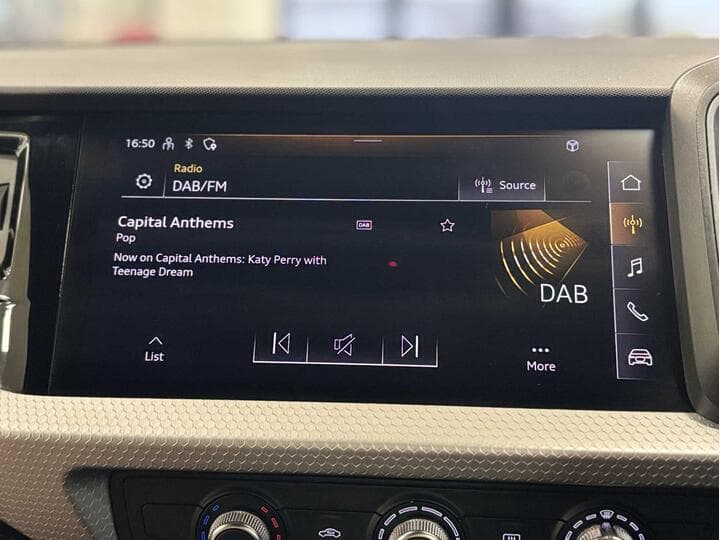 16:50
Radio
DAB/FM
Source
Capital Anthems
DAB
Pop
Now on Capital Anthems: Katy Perry with
Teenage Dream
DAB
List
More